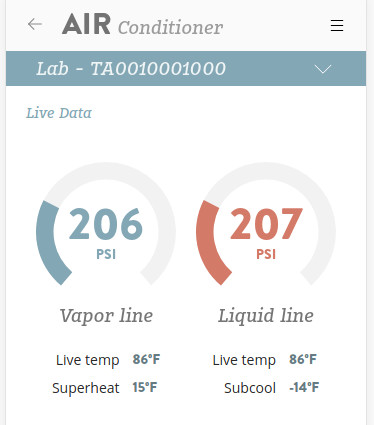 AIR Conditioner
Lab - TA0010001000
Live Data
206 207
PSI PSI
Vapor line Liquid line
Live temp 86°F Live temp 86°F
Superheat 15°F Subcool -14°F